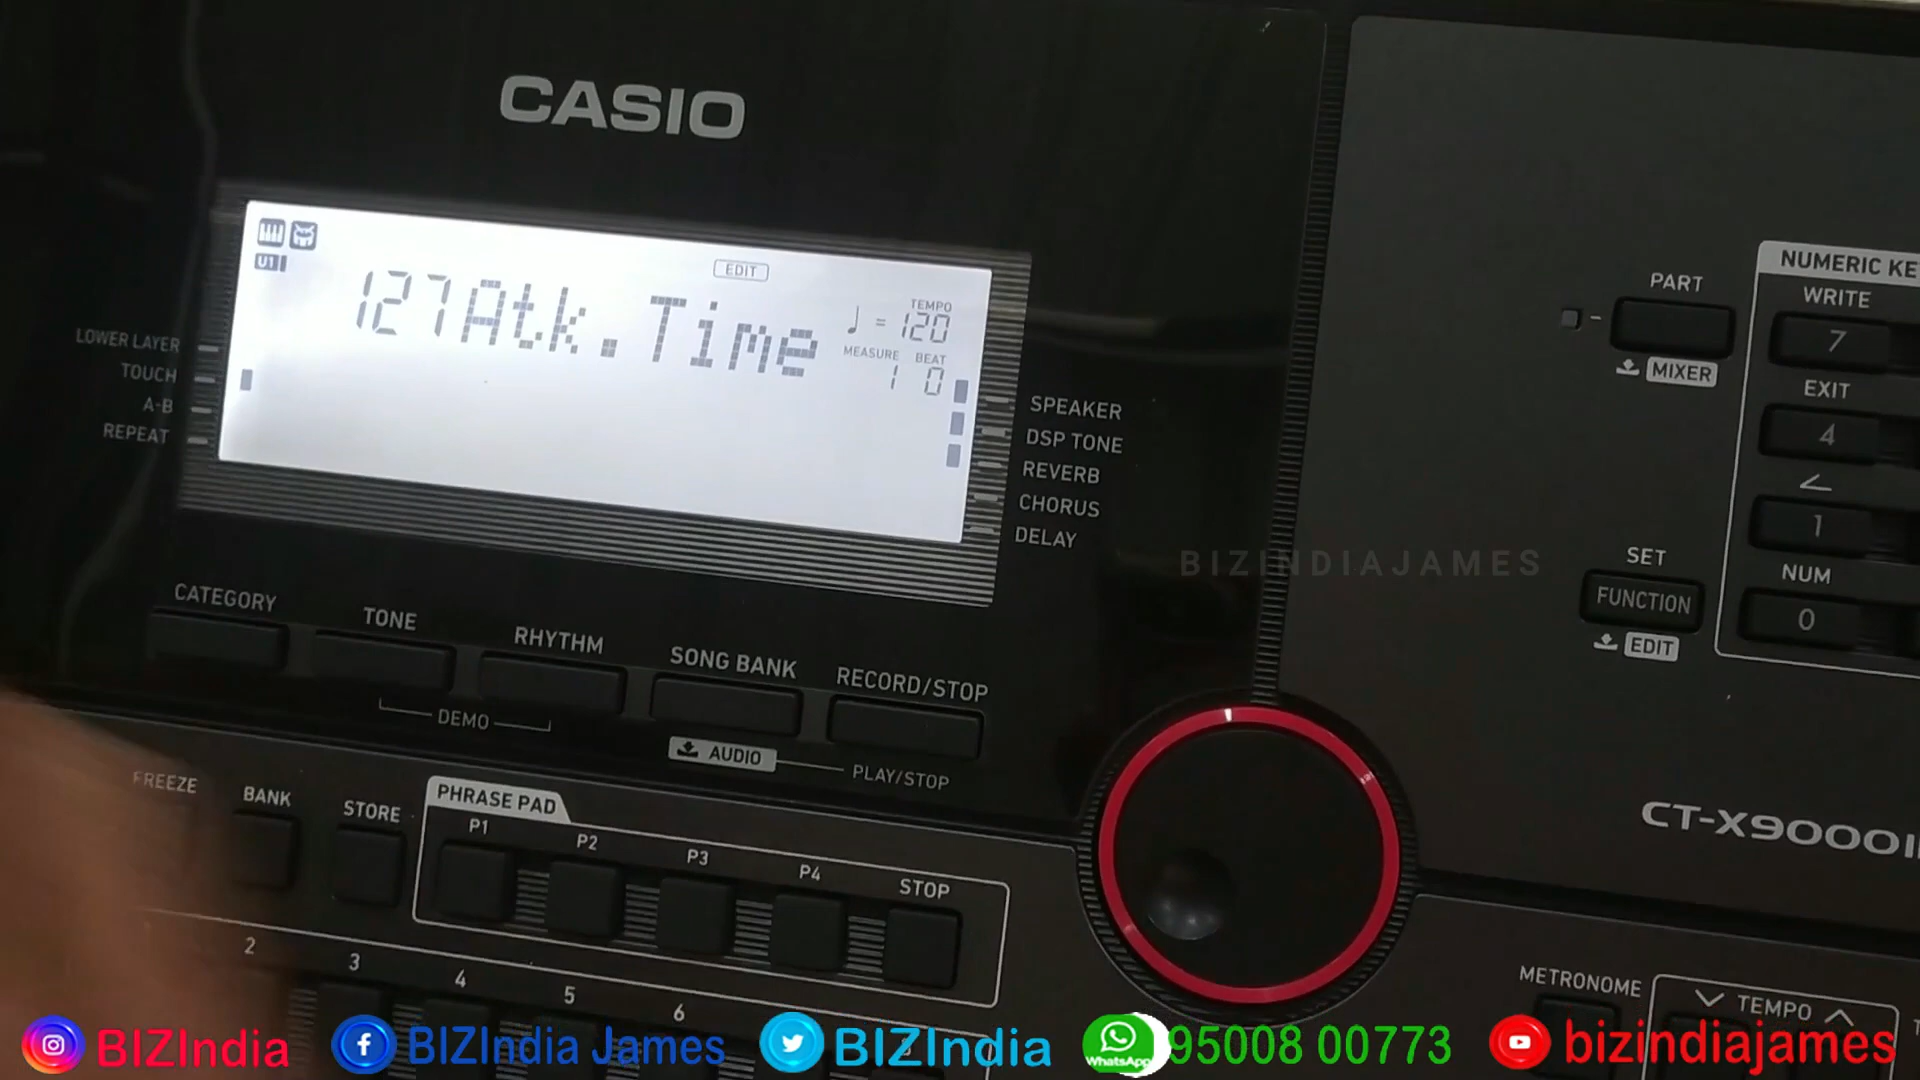 CASIO
U1
EDIT
127Atk.Time
TEMPO
= 120
MEASURE BEAT
1 0
LOWER LAYER
TOUCH
A-B
REPEAT
SPEAKER
DSP TONE
REVERB
CHORUS
DELAY
PART
MIXER
NUMERIC KE
WRITE
7
EXIT
4
1
NUM
0
SET
FUNCTION
EDIT
BIZINDIAJAMES
CATEGORY
TONE
RHYTHM
SONG BANK
RECORD/STOP
DEMO
AUDIO
PLAY/STOP
CT-X9000I
FREEZE
BANK
STORE
PHRASE PAD
P1
P2
P3
P4
STOP
2
3
4
5
6
METRONOME
TEMPO
BIZIndia
BIZIndia James
BIZIndia
WhatsApp
95008 00773
bizindiajames